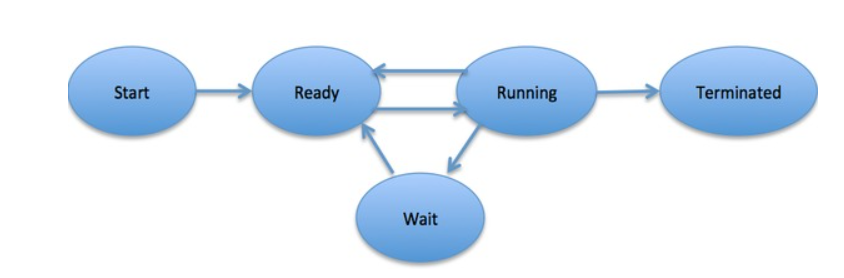 Start
Ready
Running
Terminated
Wait